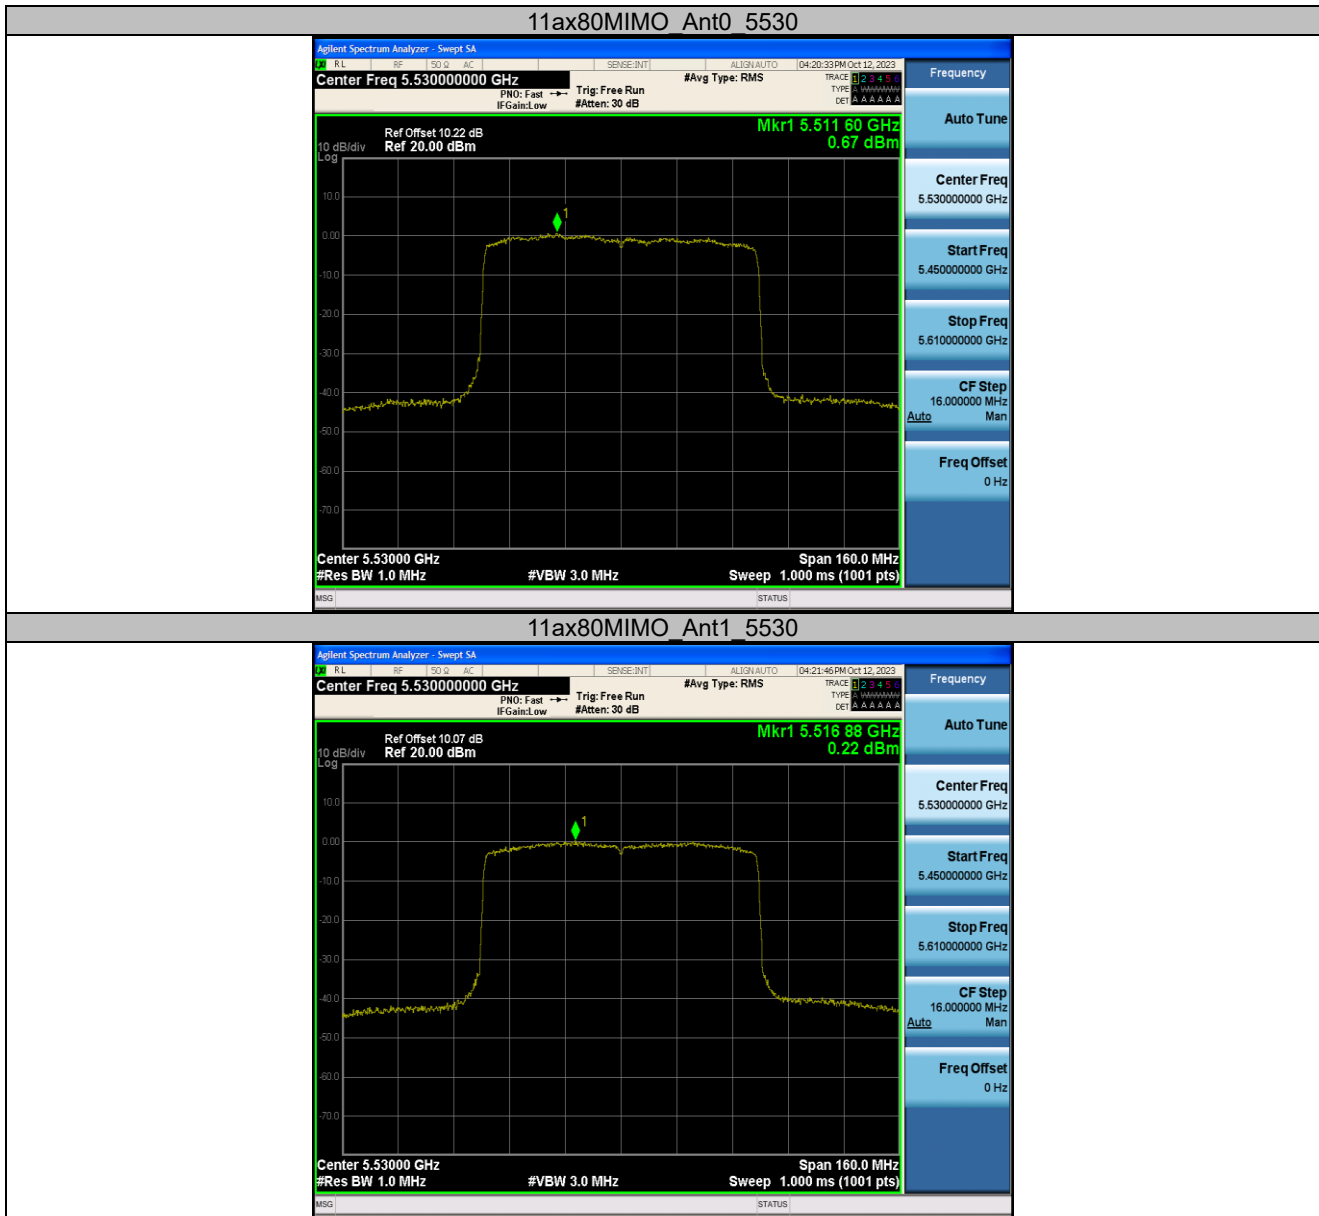 11ax80MIMO_Ant0_5530
Agilent Spectrum Analyzer - Swept SA
RL RF 50 Ω AC SENSE:INT ALIGN AUTO 04:20:33 PM Oct 12, 2023
Center Freq 5.530000000 GHz
#Avg Type: RMS
TRACE 1 2 3 4 5 6
PNO: Fast
Trig: Free Run
TYPE
IFGain:Low
#Atten: 30 dB
DET A A A A A A
Frequency
Auto Tune
Mkr1 5.511 60 GHz
0.67 dBm
Ref Offset 10.22 dB
10 dB/div Ref 20.00 dBm
Log
10.0
0.00
-10.0
-20.0
-30.0
-40.0
-50.0
-60.0
-70.0
1
Center Freq
5.530000000 GHz
Start Freq
5.450000000 GHz
Stop Freq
5.610000000 GHz
CF Step
16.000000 MHz
Auto Man
Freq Offset
0 Hz
Center 5.53000 GHz Span 160.0 MHz
#Res BW 1.0 MHz #VBW 3.0 MHz Sweep 1.000 ms (1001 pts)
MSG STATUS
11ax80MIMO_Ant1_5530
Agilent Spectrum Analyzer - Swept SA
RL RF 50 Ω AC SENSE:INT ALIGN AUTO 04:21:46 PM Oct 12, 2023
Center Freq 5.530000000 GHz
#Avg Type: RMS
TRACE 1 2 3 4 5 6
PNO: Fast
Trig: Free Run
TYPE
IFGain:Low
#Atten: 30 dB
DET A A A A A A
Frequency
Auto Tune
Mkr1 5.516 88 GHz
0.22 dBm
Ref Offset 10.07 dB
10 dB/div Ref 20.00 dBm
Log
10.0
0.00
-10.0
-20.0
-30.0
-40.0
-50.0
-60.0
-70.0
1
Center Freq
5.530000000 GHz
Start Freq
5.450000000 GHz
Stop Freq
5.610000000 GHz
CF Step
16.000000 MHz
Auto Man
Freq Offset
0 Hz
Center 5.53000 GHz Span 160.0 MHz
#Res BW 1.0 MHz #VBW 3.0 MHz Sweep 1.000 ms (1001 pts)
MSG STATUS